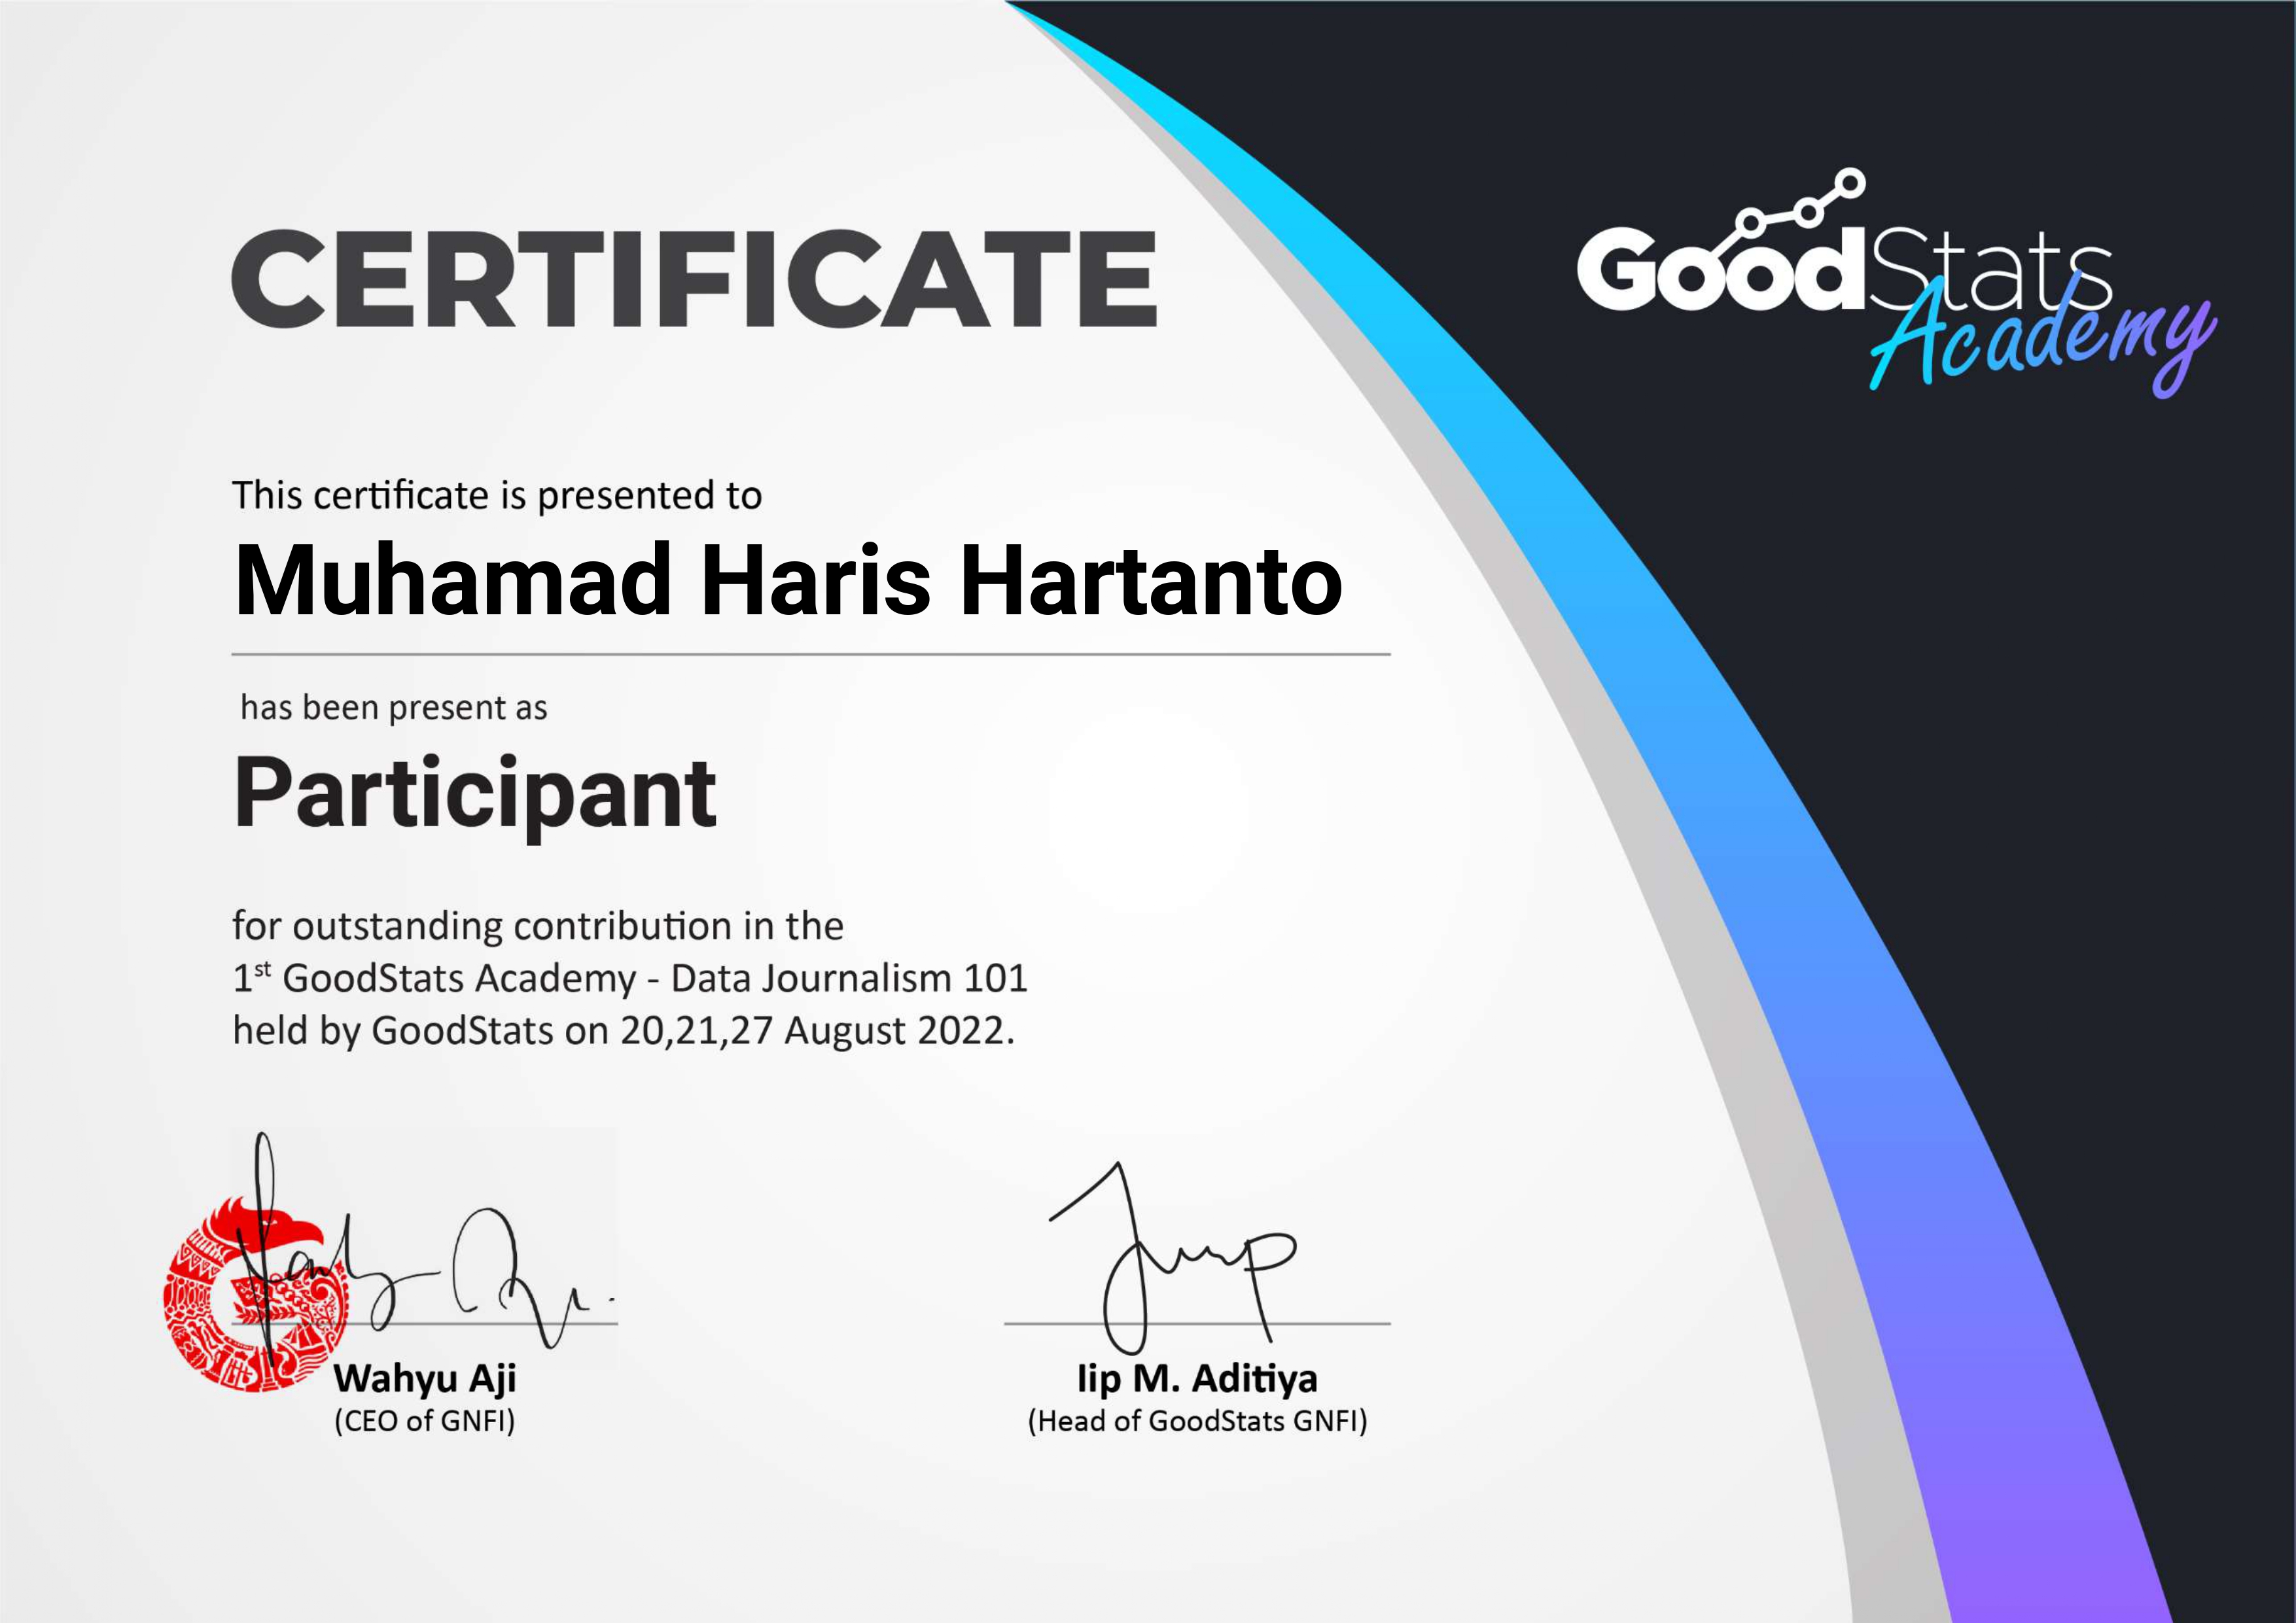 CERTIFICATE
GoodStats
Academy
This certificate is presented to
Muhamad Haris Hartanto
has been present as
Participant
for outstanding contribution in the
1st GoodStats Academy - Data Journalism 101
held by GoodStats on 20,21,27 August 2022.
Wahyu Aji
(CEO of GNFI)
Iip M. Aditiya
(Head of GoodStats GNFI)